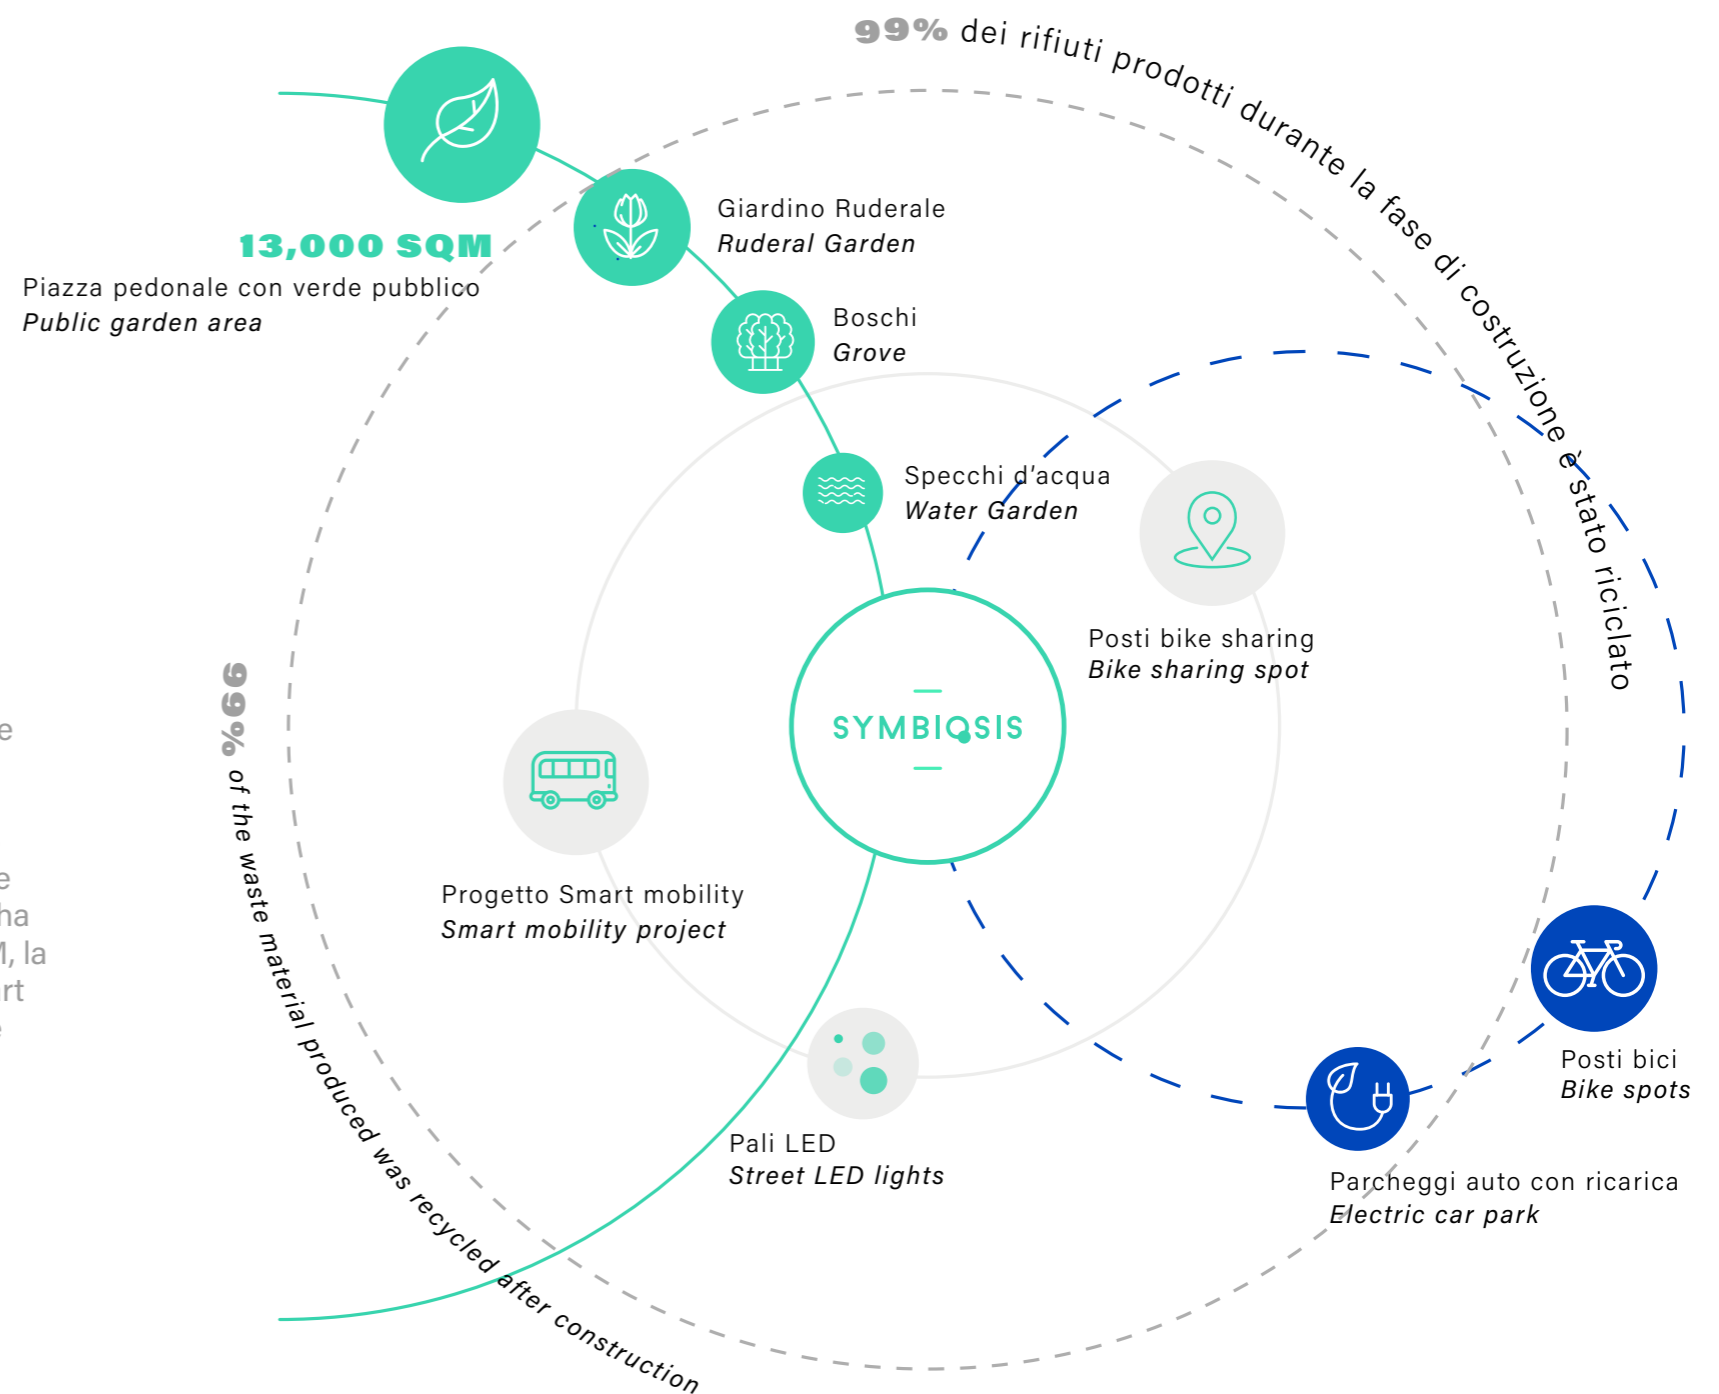 99% dei rifiuti prodotti durante la fase di costruzione è stato riciclato
13,000 SQM
Piazza pedonale con verde pubblico
Public garden area
Giardino Ruderale
Ruderal Garden
Boschi
Grove
Specchi d'acqua
Water Garden
Posti bike sharing
Bike sharing spot
SYMBIOSIS
99% of the waste material produced was recycled after construction
e
e
ha
, la
rt
Progetto Smart mobility
Smart mobility project
Pali LED
Street LED lights
Posti bici
Bike spots
Parcheggi auto con ricarica
Electric car park